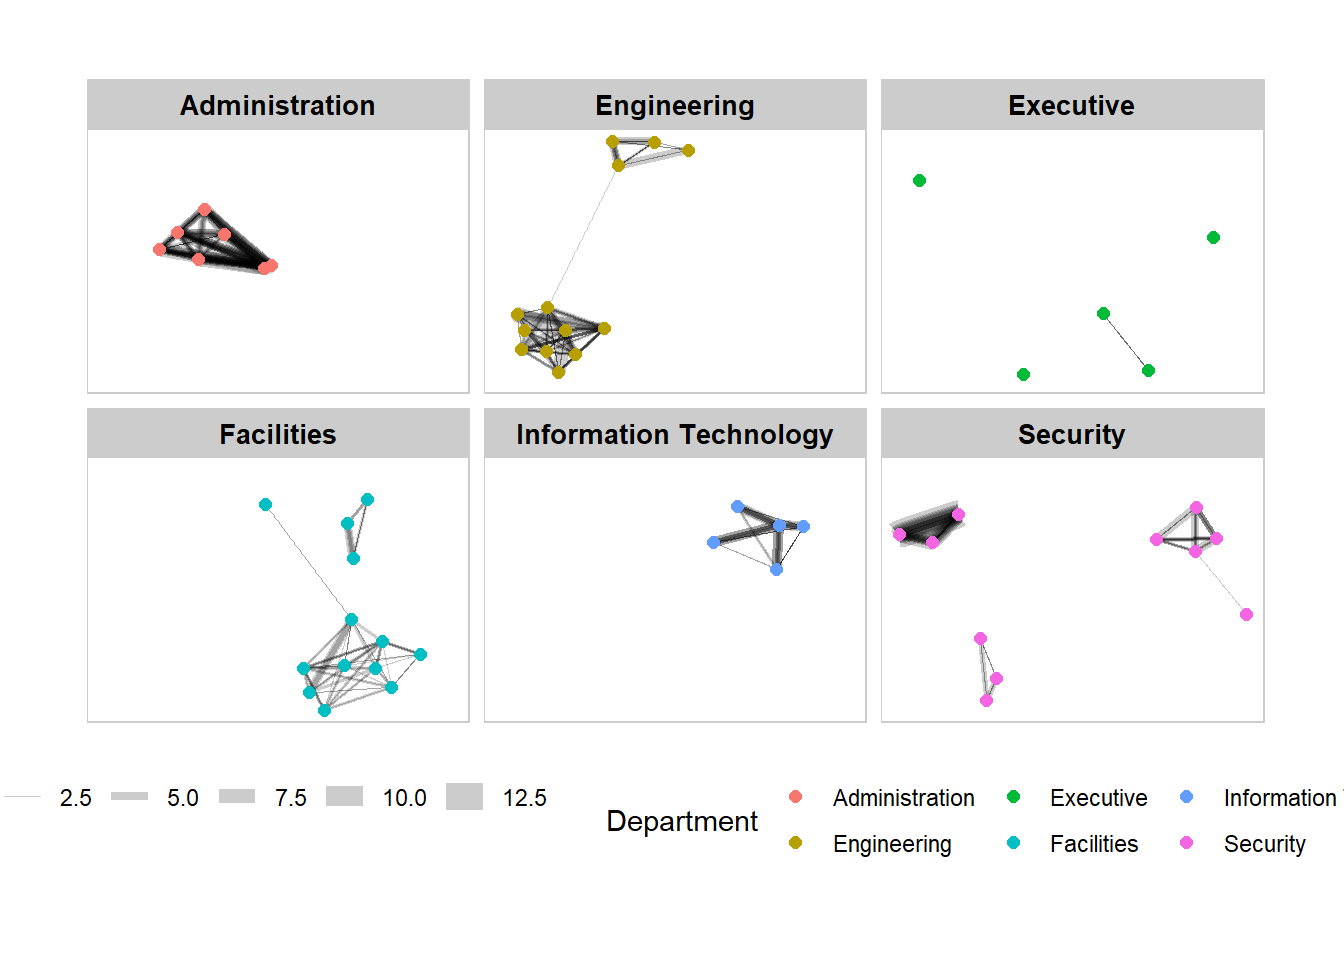 Administration
Engineering
Executive
Facilities
Information Technology
Security
2.5 5.0 7.5 10.0 12.5
Department
Administration Executive Information
Engineering Facilities Security